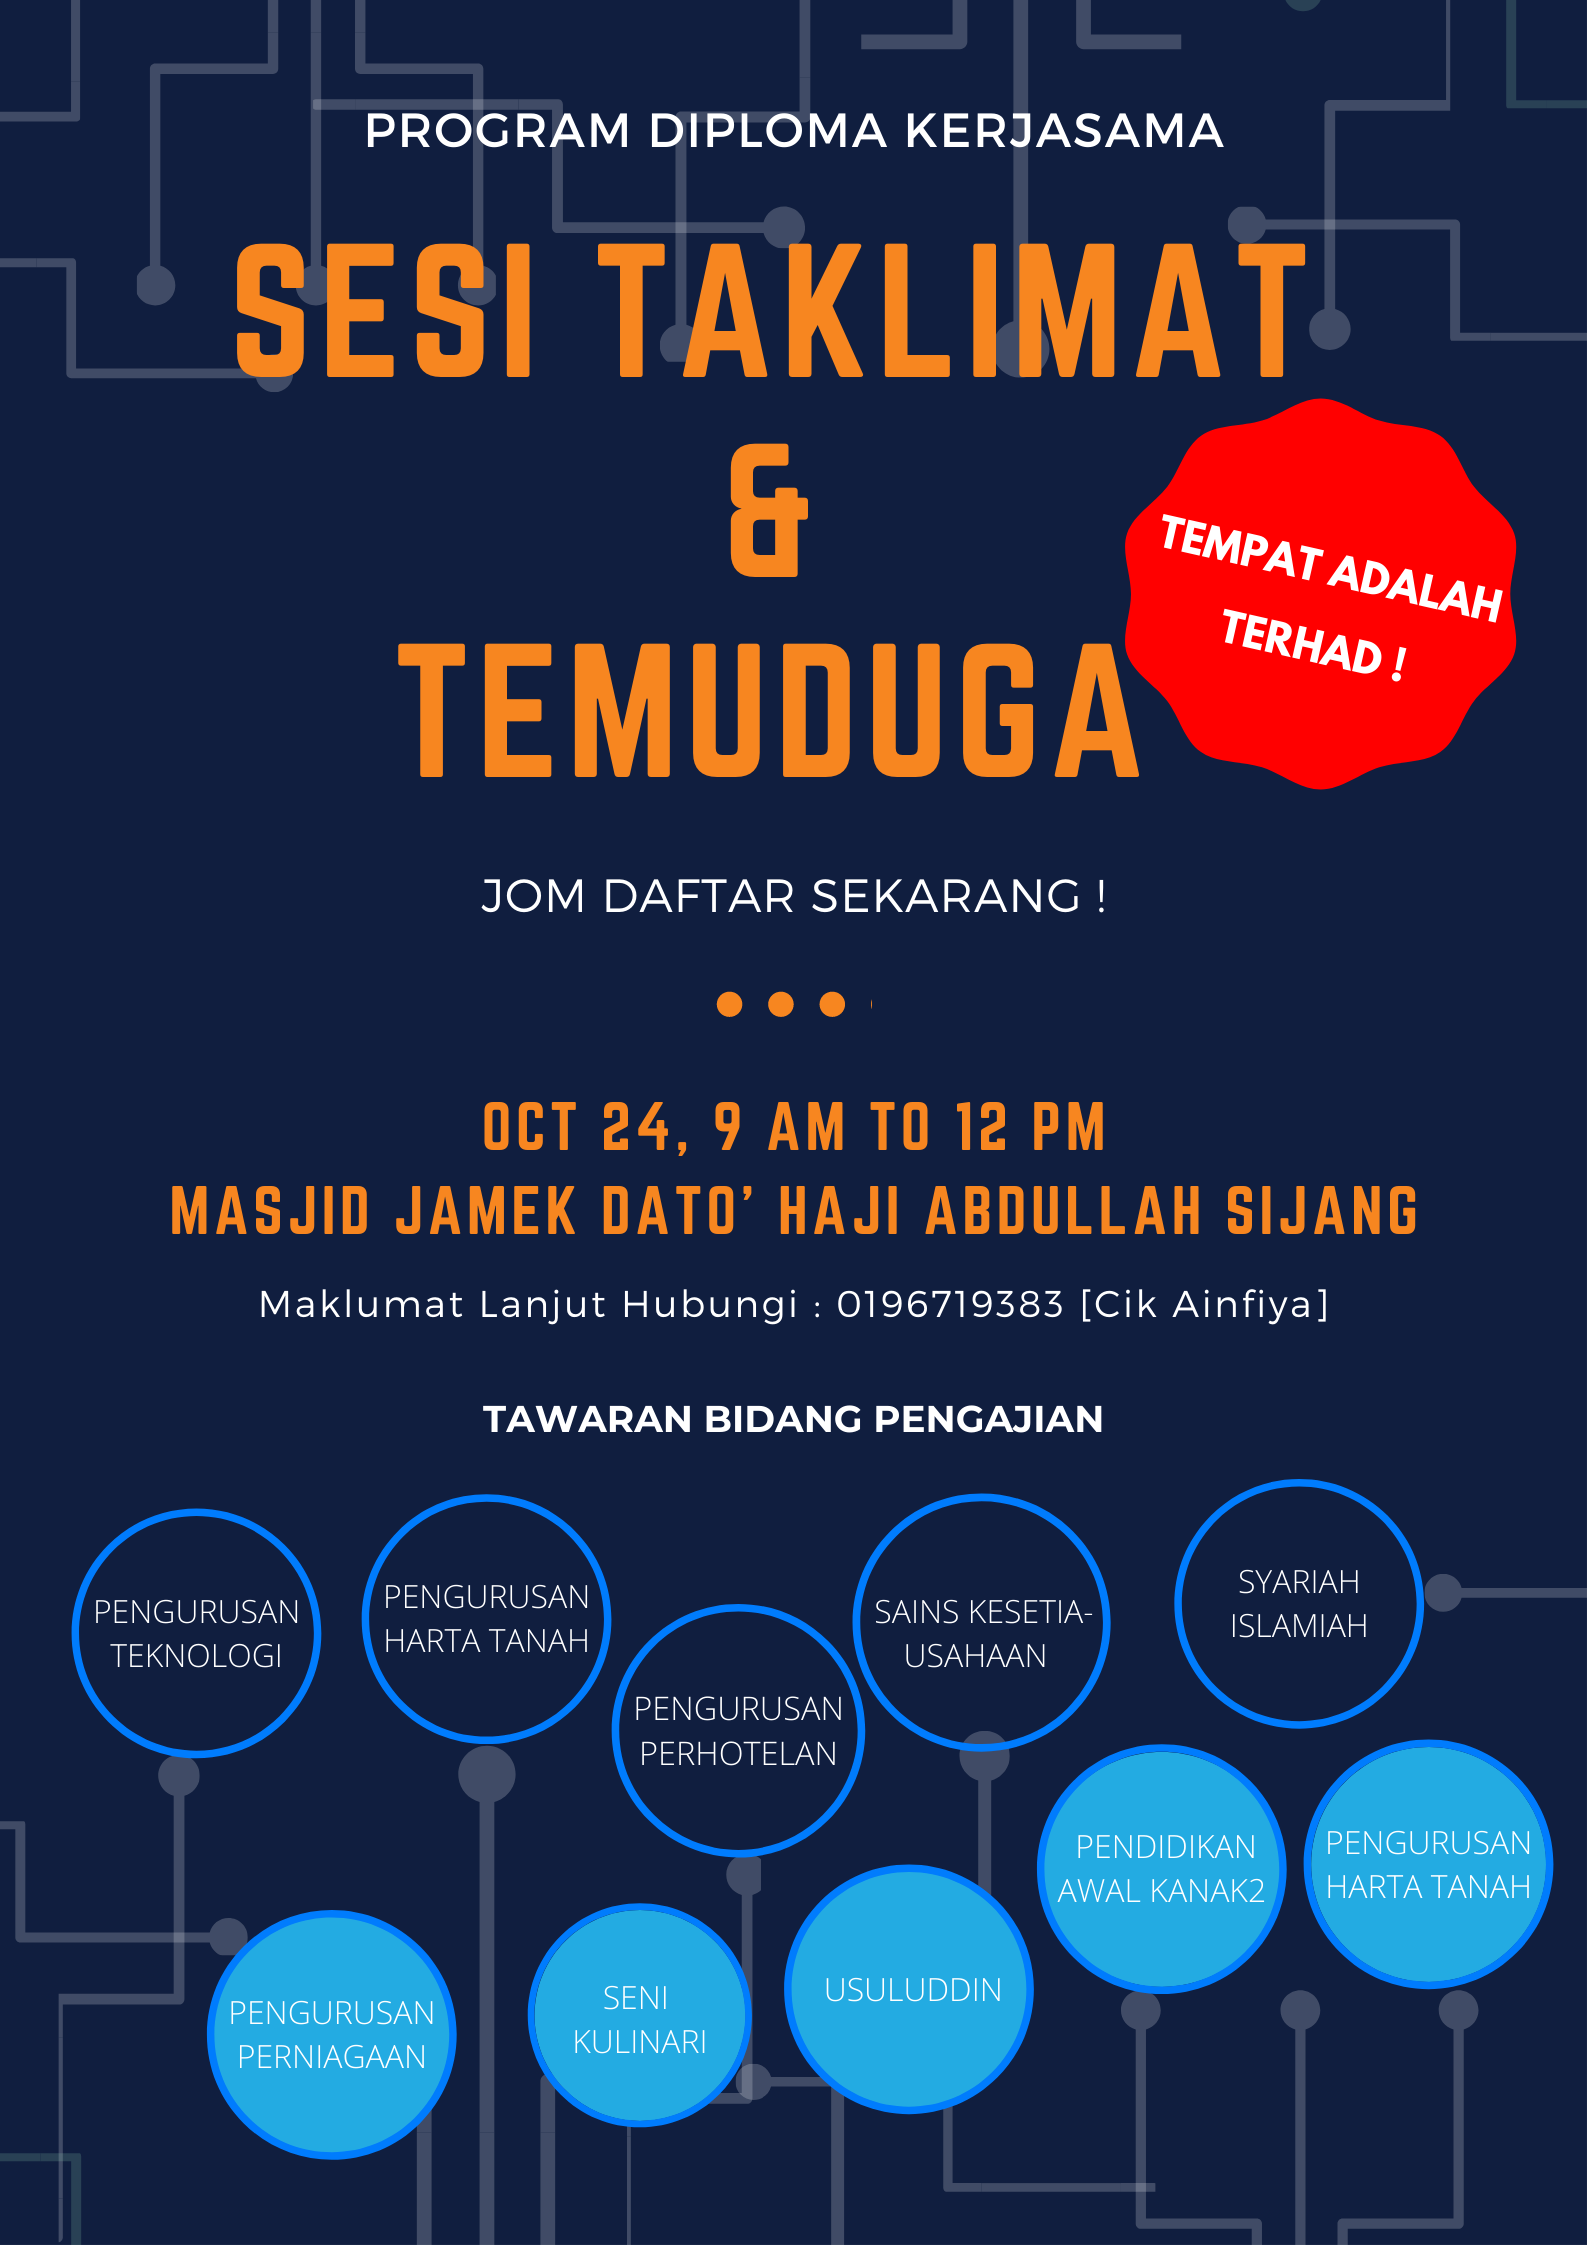 PROGRAM DIPLOMA KERJASAMA
SESI TAKLIMAT
&
TEMUDUGA
TEMPAT ADALAH
TERHAD !
JOM DAFTAR SEKARANG !
OCT 24, 9 AM TO 12 PM
MASJID JAMEK DATO' HAJI ABDULLAH SIJANG
Maklumat Lanjut Hubungi : 0196719383 [Cik Ainfiya]
TAWARAN BIDANG PENGAJIAN
PENGURUSAN
TEKNOLOGI
PENGURUSAN
HARTA TANAH
PENGURUSAN
PERHOTELAN
SAINS KESETIA-
USAHAAN
SYARIAH
ISLAMIAH
PENGURUSAN
PERNIAGAAN
SENI
KULINARI
USULUDDIN
PENDIDIKAN
AWAL KANAK2
PENGURUSAN
HARTA TANAH